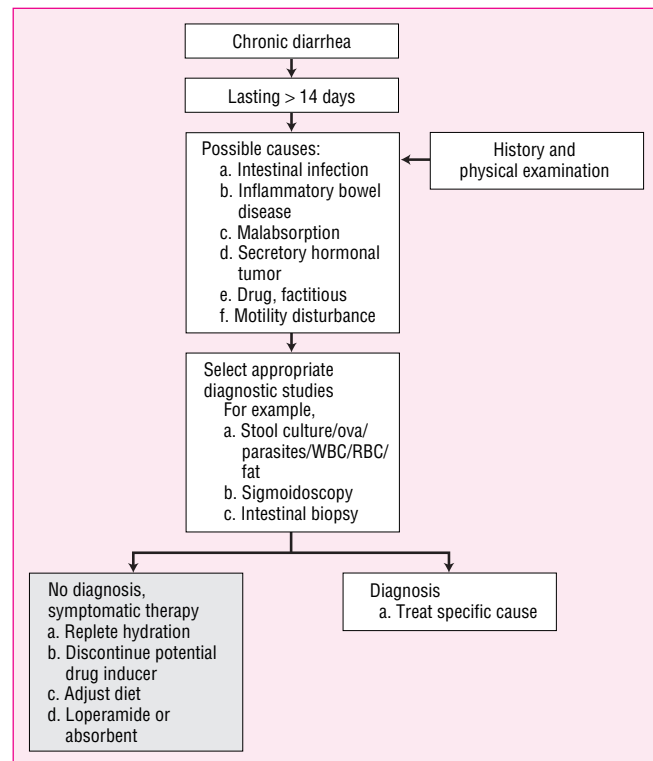 Chronic diarrhea
Lasting > 14 days
Possible causes:
a. Intestinal infection
b. Inflammatory bowel
disease
c. Malabsorption
d. Secretory hormonal
tumor
e. Drug, factitious
f. Motility disturbance
History and
physical examination
Select appropriate
diagnostic studies
For example,
a. Stool culture/ova/
parasites/WBC/RBC/
fat
b. Sigmoidoscopy
c. Intestinal biopsy
No diagnosis,
symptomatic therapy
a. Replete hydration
b. Discontinue potential
drug inducer
c. Adjust diet
d. Loperamide or
absorbent
Diagnosis
a. Treat specific cause